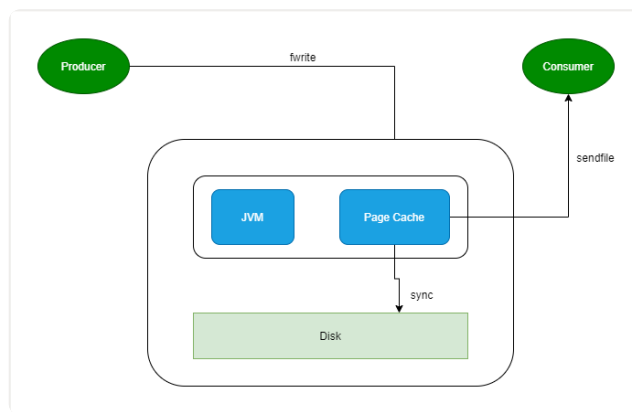 Producer
fwrite
Consumer
sendfile
JVM
Page Cache
sync
Disk